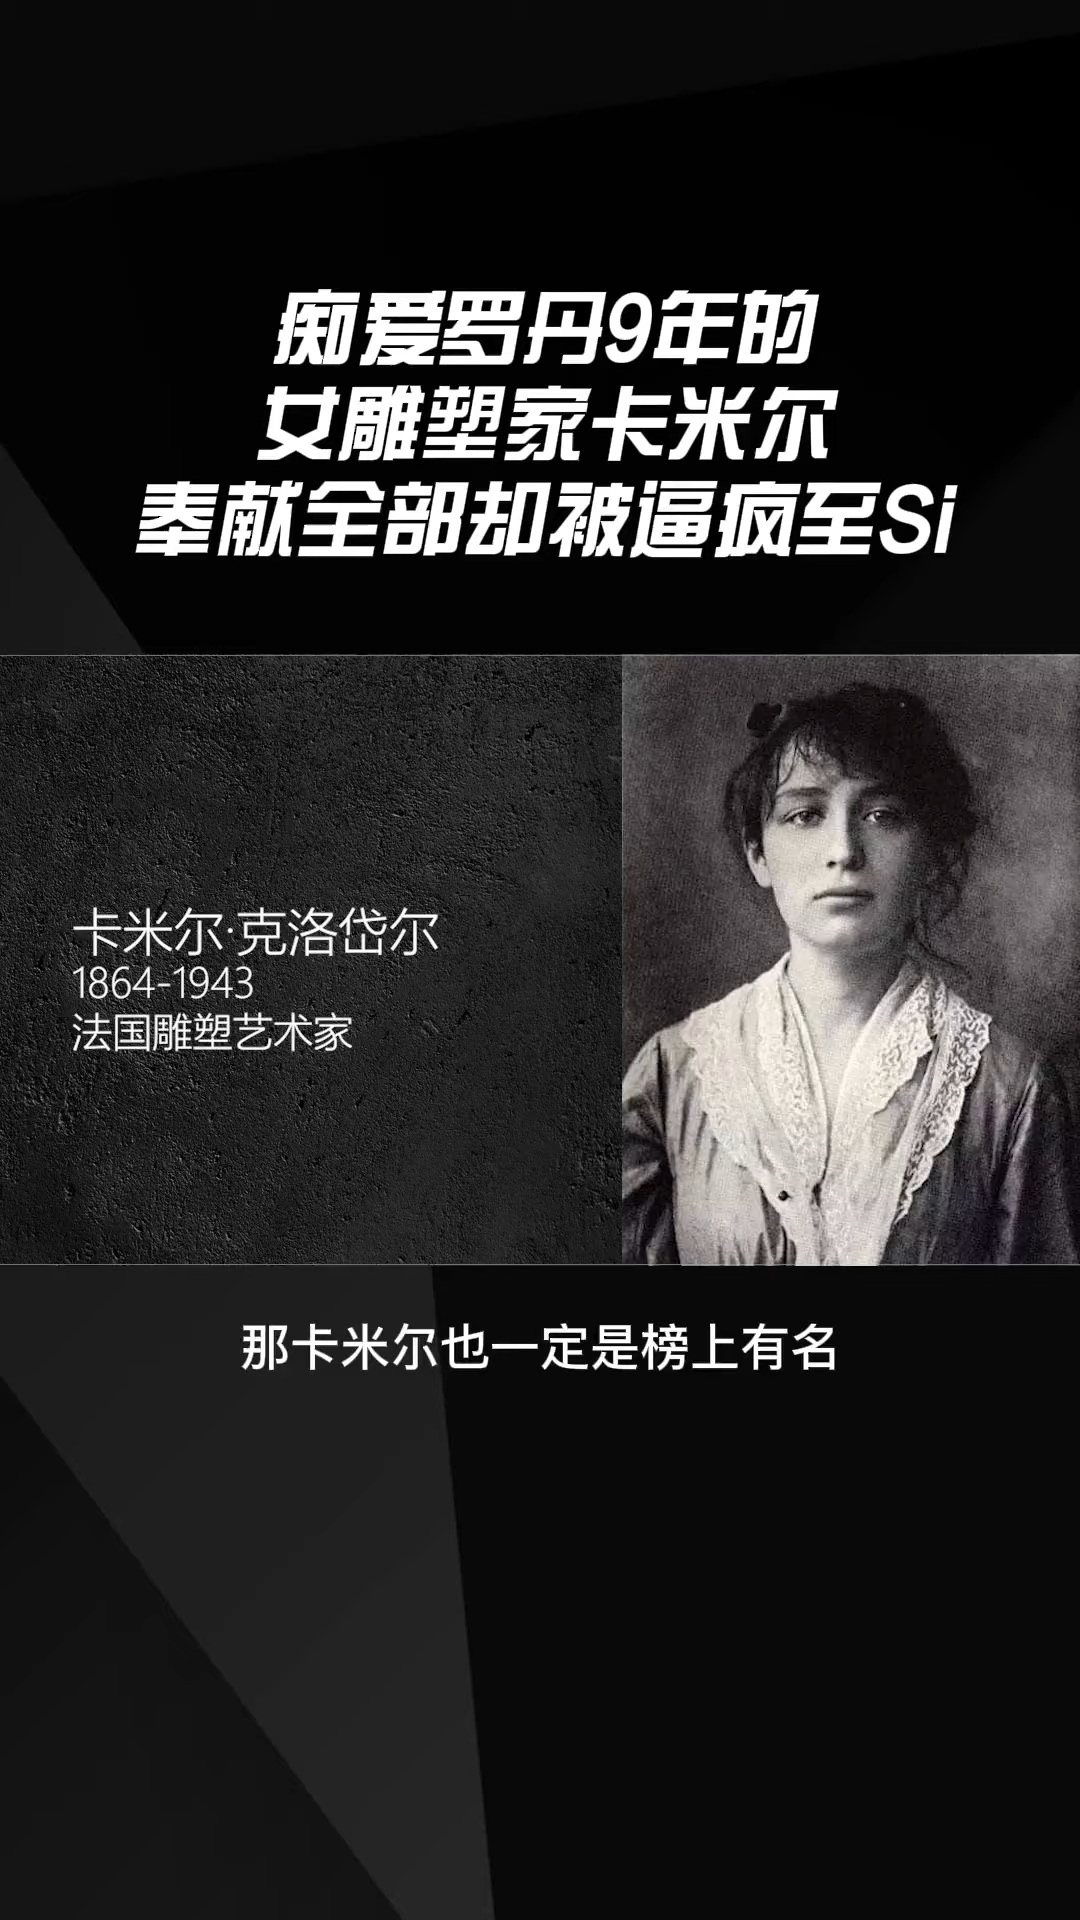 痴爱罗丹9年的
女雕塑家卡米尔
奉献全部却被逼疯至Si
卡米尔·克洛岱尔
1864-1943
法国雕塑艺术家
那卡米尔也一定是榜上有名